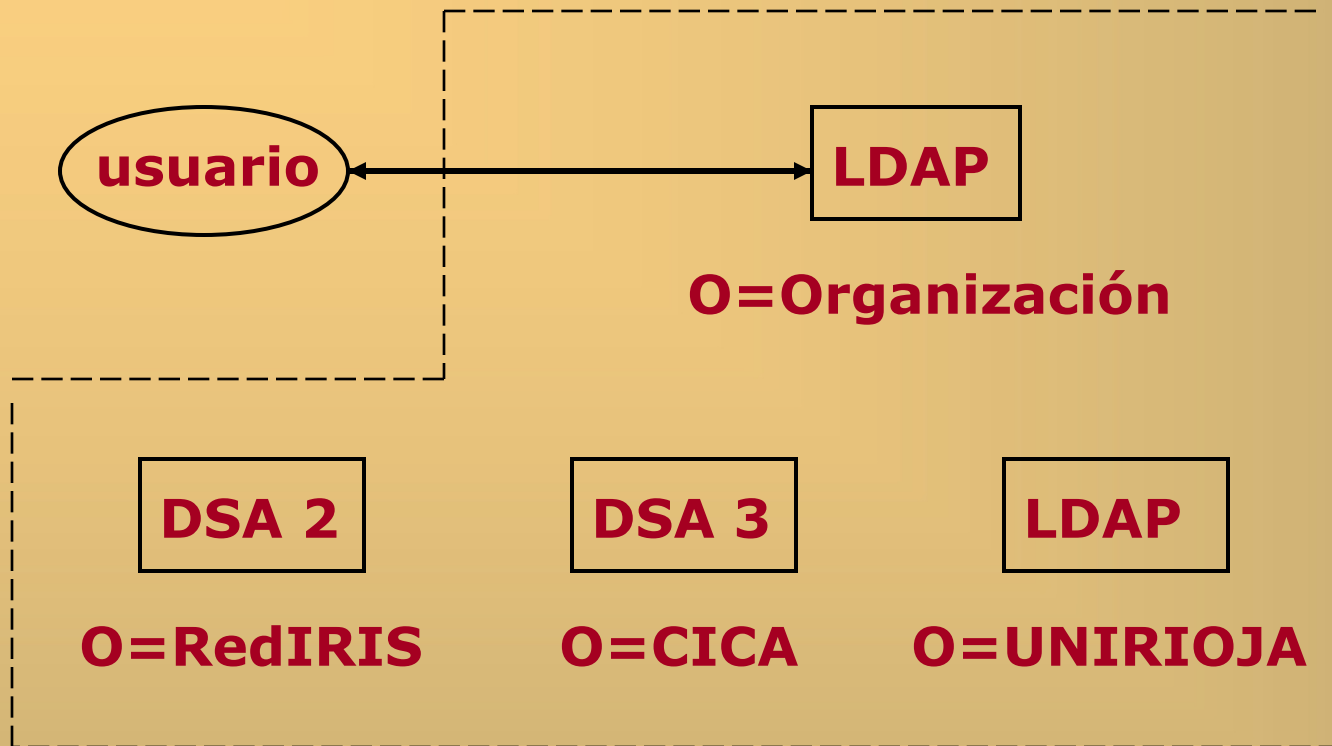 usuario
LDAP
O=Organización
DSA 2
DSA 3
LDAP
O=RedIRIS
O=CICA
O=UNIRIOJA